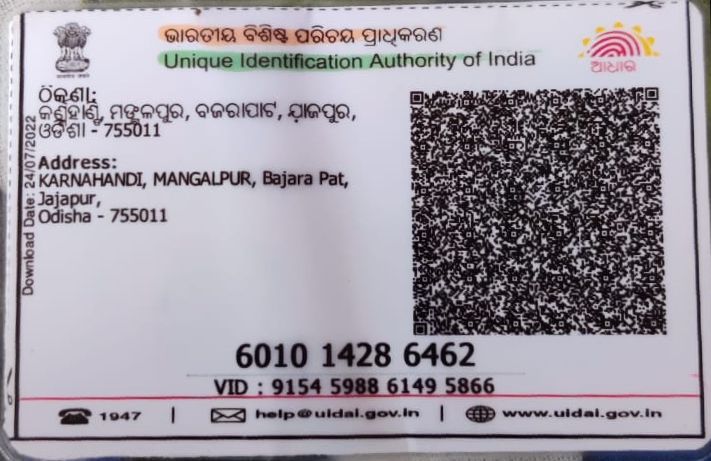 ଭାରତୀୟ ବିଶିଷ୍ଟ ପରିଚୟ ପ୍ରାଧିକରଣ
Unique Identification Authority of India
ଆଧାର
ଠିକଣା:
କର୍ଣ୍ଣହାଣ୍ଡି, ମଙ୍ଗଳପୁର, ବଜରାପାଟ, ଯାଜପୁର,
ଓଡିଶା - 755011
Address:
KARNAHANDI, MANGALPUR, Bajara Pat,
Jajapur,
Odisha - 755011
Download Date: 24/07/2022
6010 1428 6462
VID : 9154 5988 6149 5866
1947 | help@uidai.gov.in | www.uidai.gov.in